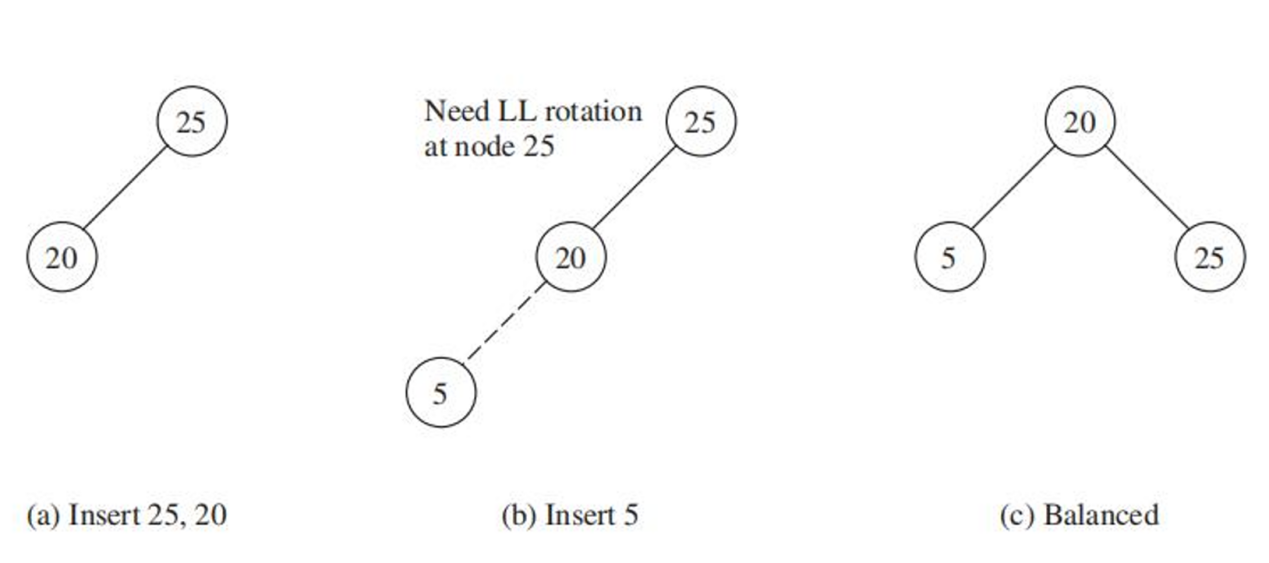 25
20
(a) Insert 25, 20
Need LL rotation
at node 25
25
20
5
(b) Insert 5
20
5
25
(c) Balanced